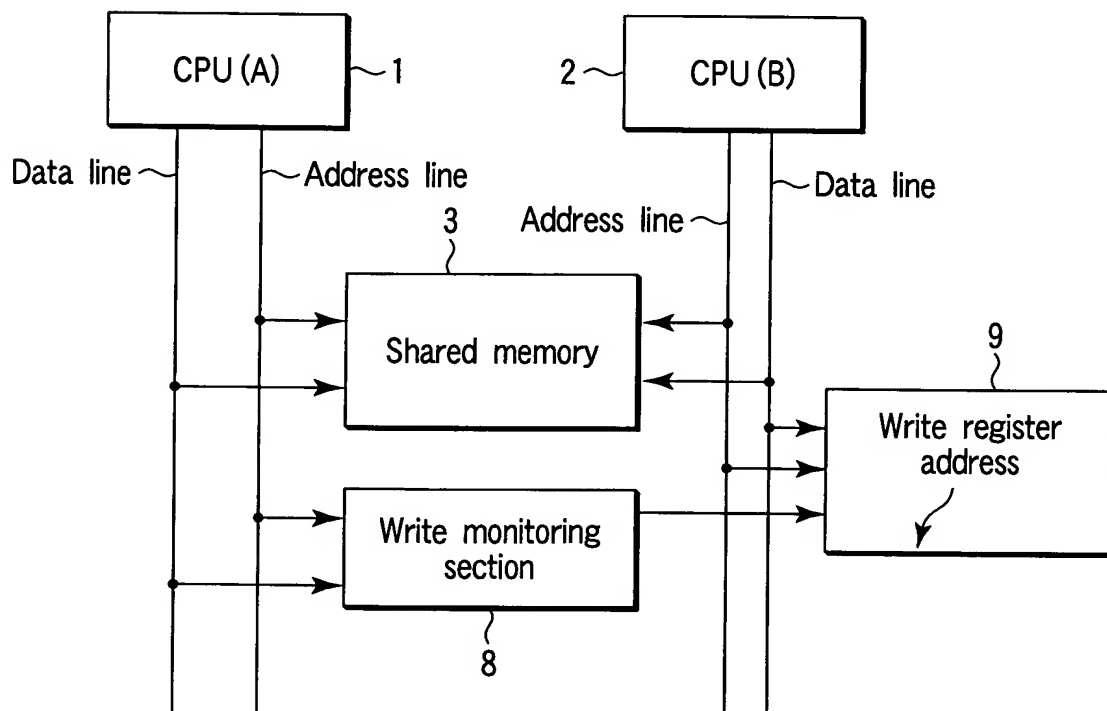 CPU(A)
1
2
CPU(B)
Data line
Address line
Data line
Address line
3
Shared memory
9
Write register
address
Write monitoring
section
8